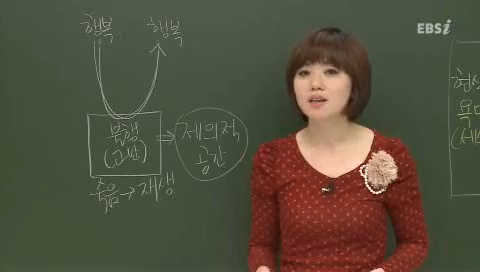 EBSi
행복 행복
불행
(고난)
⇒ 제의적
공간
죽음 → 재생